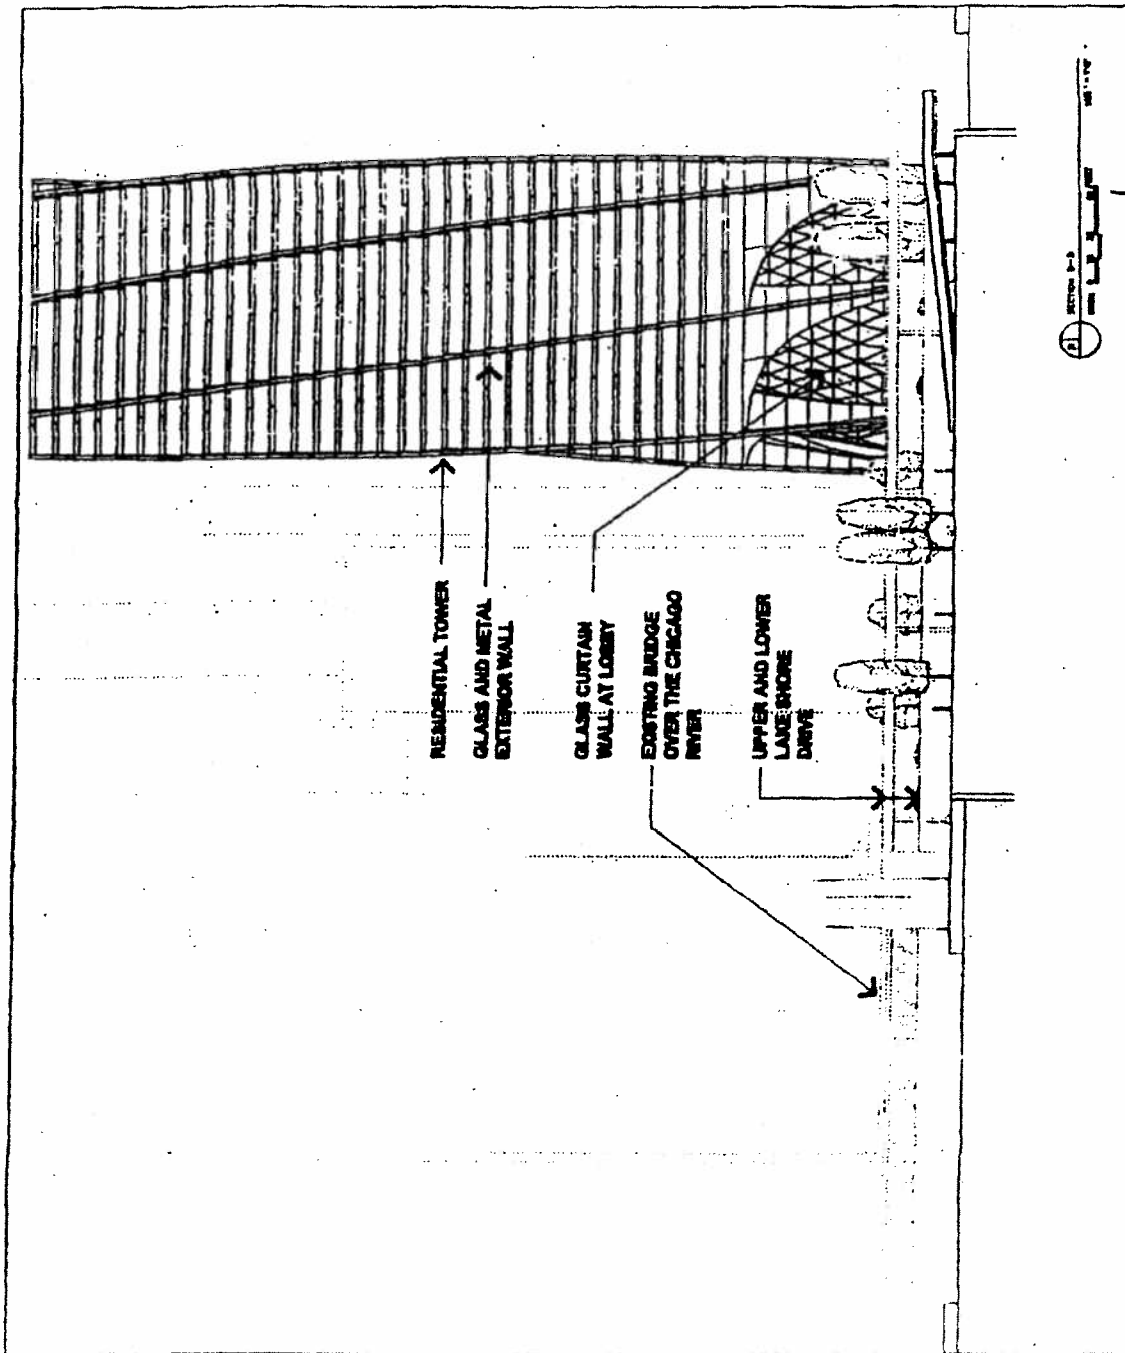 RESIDENTIAL TOWER
GLASS AND METAL
EXTERIOR WALL
GLASS CURTAIN
WALL AT LOBBY
EXISTING BRIDGE
OVER THE CHICAGO
RIVER
UPPER AND LOWER
LAKE SHORE
DRIVE
SECTION